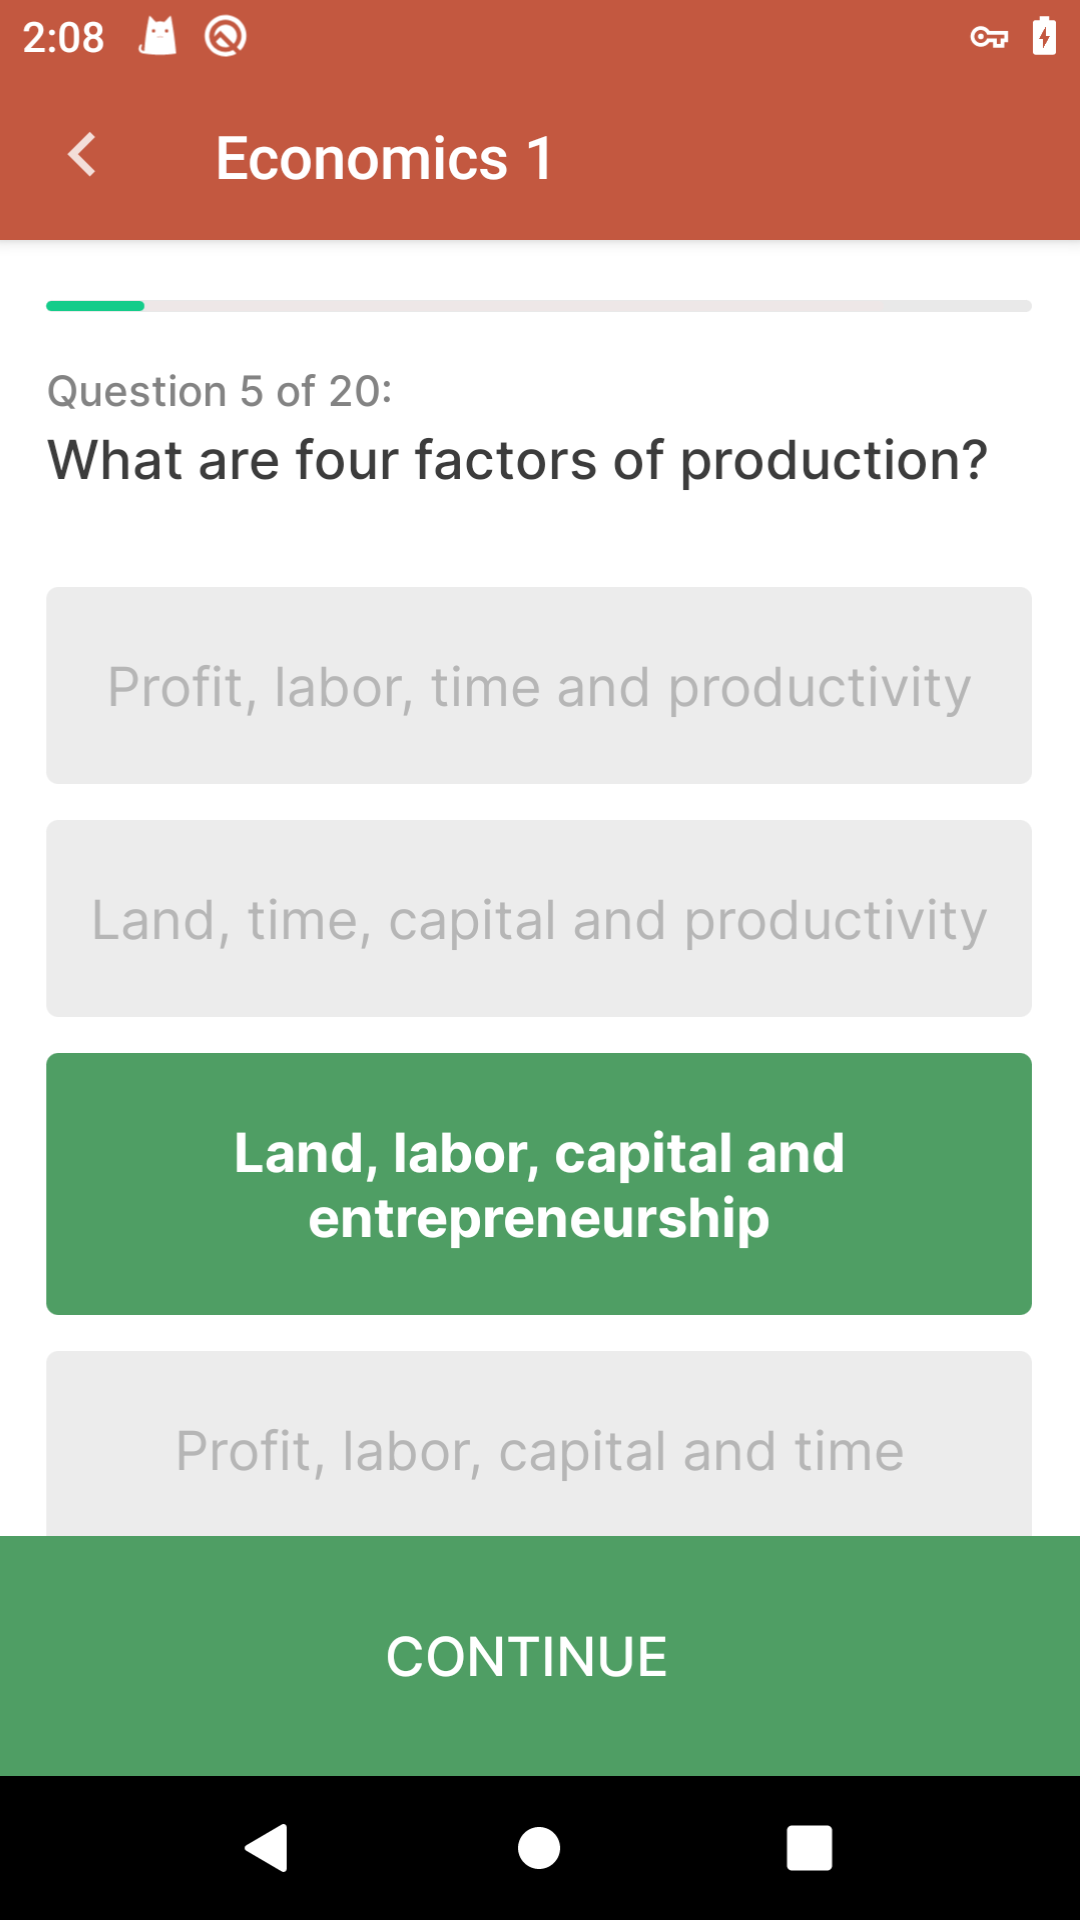 2:08
Economics 1
Question 5 of 20:
What are four factors of production?
Profit, labor, time and productivity
Land, time, capital and productivity
Land, labor, capital and
entrepreneurship
Profit, labor, capital and time
CONTINUE